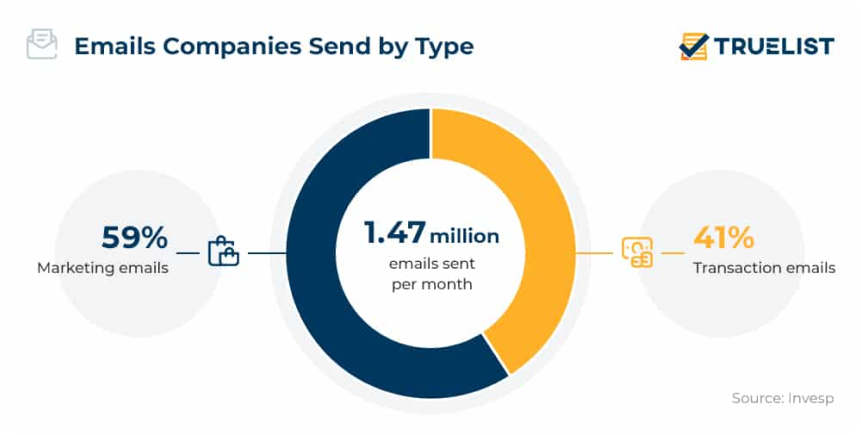 Emails Companies Send by Type
TRUELIST
59%
Marketing emails
1.47 million
emails sent
per month
41%
Transaction emails
Source: Invesp